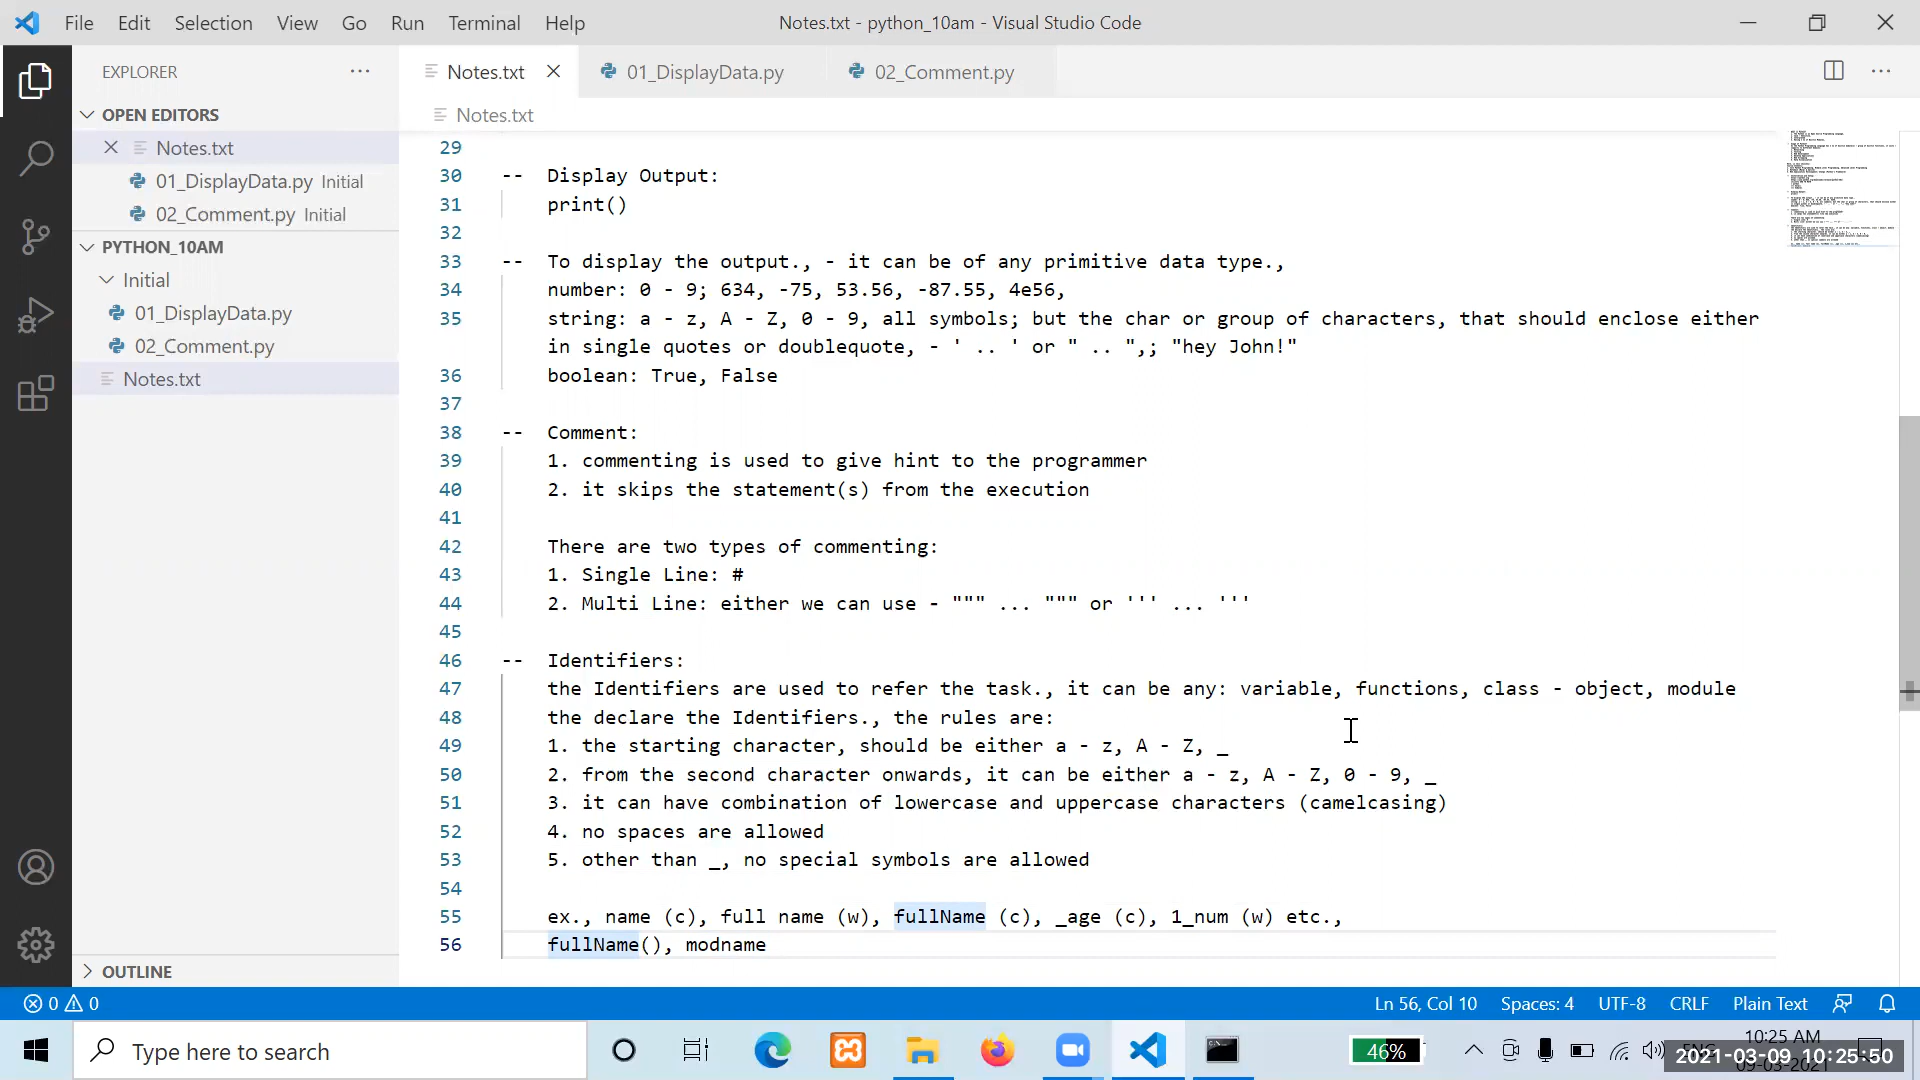 File Edit Selection View Go Run Terminal Help Notes.txt - python_10am - Visual Studio Code
EXPLORER
OPEN EDITORS
Notes.txt
01_DisplayData.py Initial
02_Comment.py Initial
PYTHON_10AM
Initial
01_DisplayData.py
02_Comment.py
Notes.txt
OUTLINE
Notes.txt 01_DisplayData.py 02_Comment.py
Notes.txt
29
30 -- Display Output:
31 print()
32
33 -- To display the output., - it can be of any primitive data type.,
34 number: 0 - 9; 634, -75, 53.56, -87.55, 4e56,
35 string: a - z, A - Z, 0 - 9, all symbols; but the char or group of characters, that should enclose either
in single quotes or doublequote, - ' .. ' or " .. ",; "hey John!"
36 boolean: True, False
37
38 -- Comment:
39 1. commenting is used to give hint to the programmer
40 2. it skips the statement(s) from the execution
41
42 There are two types of commenting:
43 1. Single Line: #
44 2. Multi Line: either we can use - """ ... """ or ''' ... '''
45
46 -- Identifiers:
47 the Identifiers are used to refer the task., it can be any: variable, functions, class - object, module
48 the declare the Identifiers., the rules are:
49 1. the starting character, should be either a - z, A - Z, _
50 2. from the second character onwards, it can be either a - z, A - Z, 0 - 9, _
51 3. it can have combination of lowercase and uppercase characters (camelcasing)
52 4. no spaces are allowed
53 5. other than _, no special symbols are allowed
54
55 ex., name (c), full name (w), fullName (c), _age (c), 1_num (w) etc.,
56 fullName(), modname
0 0 Ln 56, Col 10 Spaces: 4 UTF-8 CRLF Plain Text
Type here to search
46%
10:25 AM
2021-03-09 10:25:50